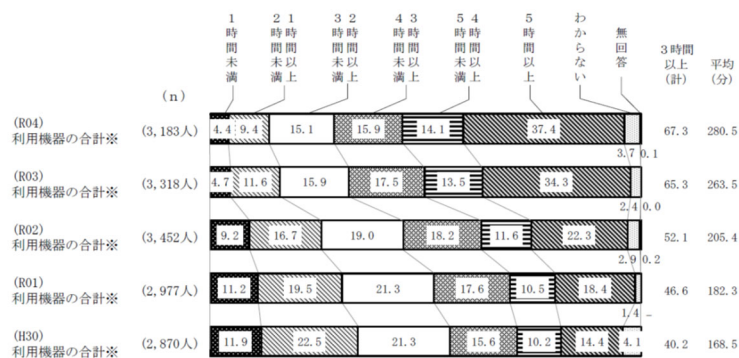 1時間未満
1時間以上
2時間未満
2時間以上
3時間未満
3時間以上
4時間未満
4時間以上
5時間未満
5時間以上
わからない
無回答
3時間以上(計)
平均(分)
(n)
(R04)
利用機器の合計※ (3,183人) 4.4 9.4 15.1 15.9 14.1 37.4 67.3 280.5
3.7 0.1
(R03)
利用機器の合計※ (3,318人) 4.7 11.6 15.9 17.5 13.5 34.3 65.3 263.5
2.4 0.0
(R02)
利用機器の合計※ (3,452人) 9.2 16.7 19.0 18.2 11.6 22.3 52.1 205.4
2.9 0.2
(R01)
利用機器の合計※ (2,977人) 11.2 19.5 21.3 17.6 10.5 18.4 46.6 182.3
1.4 –
(H30)
利用機器の合計※ (2,870人) 11.9 22.5 21.3 15.6 10.2 14.4 4.1 40.2 168.5